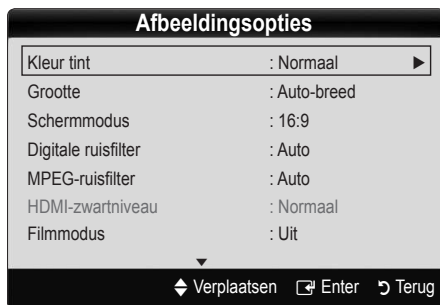 Afbeeldingsopties
Kleur tint : Normaal
Grootte : Auto-breed
Schermmodus : 16:9
Digitale ruisfilter : Auto
MPEG-ruisfilter : Auto
HDMI-zwartniveau : Normaal
Filmmodus : Uit
Verplaatsen Enter Terug